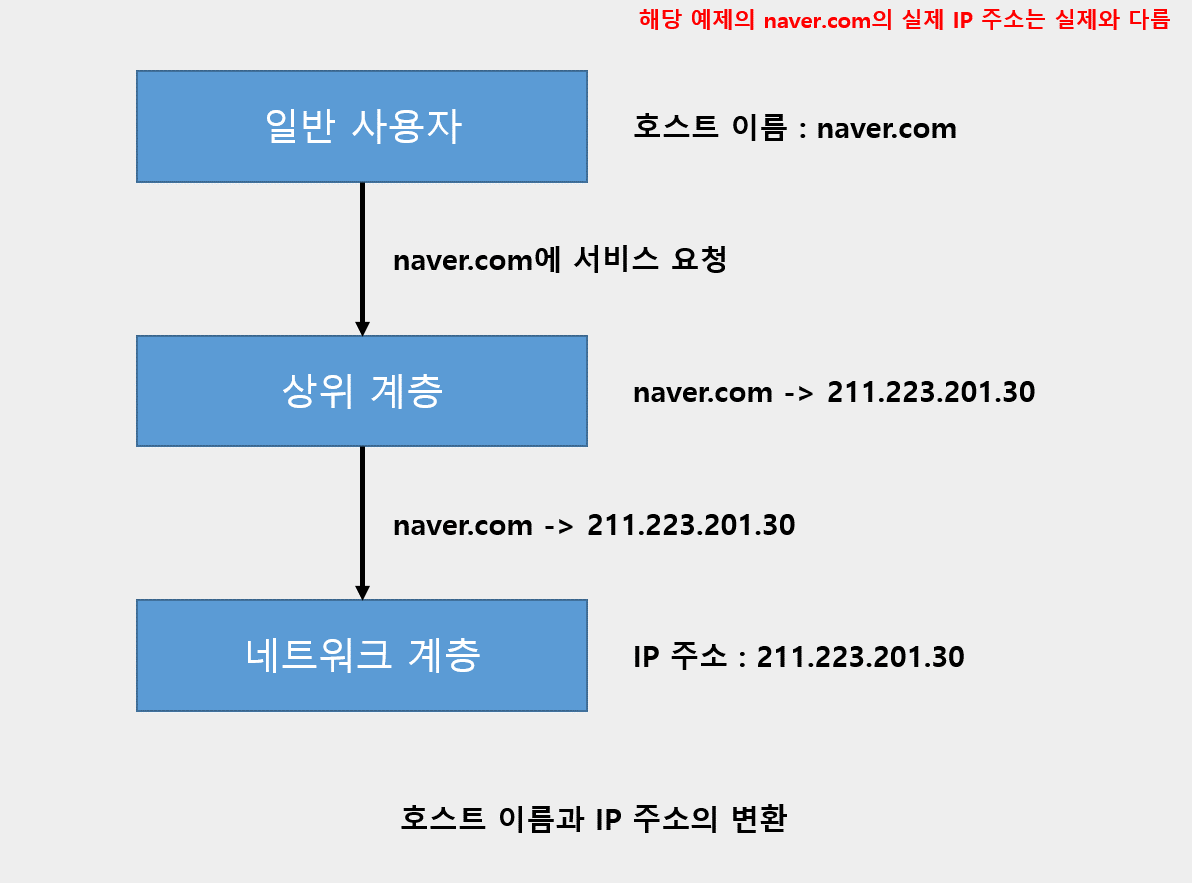 해당 예제의 naver.com의 실제 IP 주소는 실제와 다름
일반 사용자
호스트 이름 : naver.com
naver.com에 서비스 요청
상위 계층
naver.com -> 211.223.201.30
naver.com -> 211.223.201.30
네트워크 계층
IP 주소 : 211.223.201.30
호스트 이름과 IP 주소의 변환